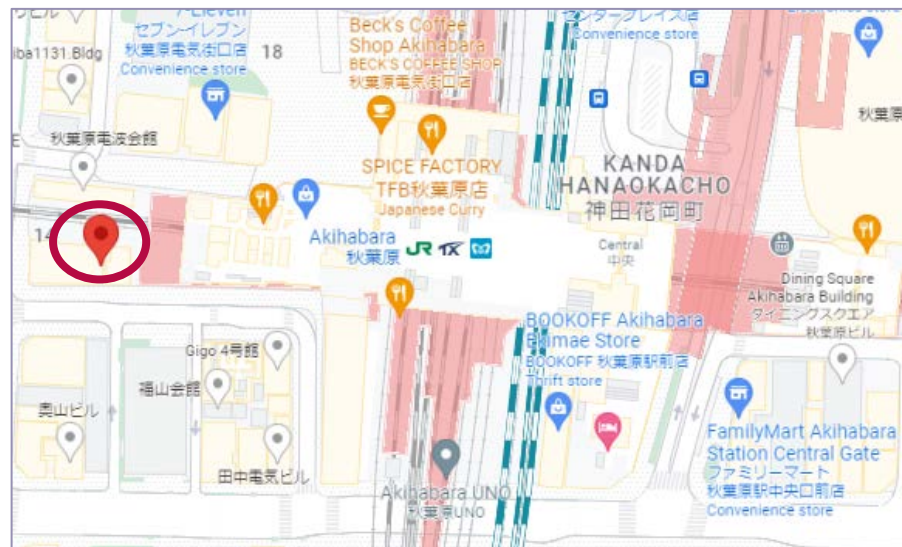 7-Eleven
セブン-イレブン
秋葉原電気街口店
Convenience store
18
iba1131.Bldg
Beck's Coffee
Shop Akihabara
BECK'S COFFEE SHOP
秋葉原電気街口店
Convenience store
秋葉原
秋葉原電波会館
E
14
SPICE FACTORY
TFB秋葉原店
Japanese Curry
KANDA
HANAOKACHO
神田花岡町
Akihabara
秋葉原
JR TX
Central
中央
Dining Square
Akihabara Building
ダイニングスクエア
秋葉原ビル
BOOKOFF Akihabara
Ekimae Store
BOOKOFF 秋葉原駅前店
Thrift store
Gigo 4号館
福山会館
奥山ビル
田中電気ビル
Akihabara UNO
秋葉原UNO
FamilyMart Akihabara
Station Central Gate
ファミリーマート
秋葉原駅中央口前店
Convenience store